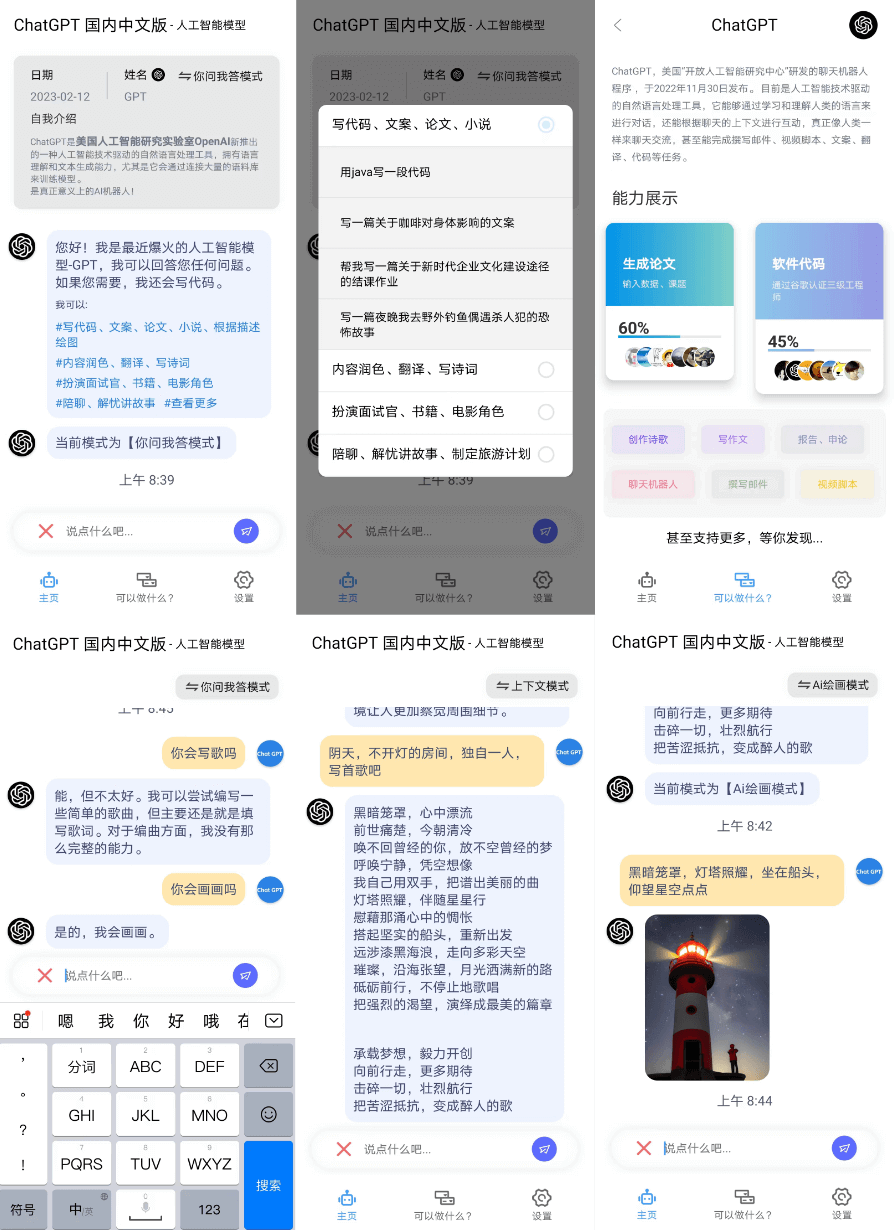 ChatGPT 国内中文版 - 人工智能模型
日期
姓名
⇋你问我答模式
2023-02-12
GPT
自我介绍
ChatGPT是美国人工智能研究实验室OpenAI新推出
的一种人工智能技术驱动的自然语言处理工具，拥有语言
理解和文本生成能力，尤其是它会通过连接大量的语料库
来训练模型。
是真正意义上的AI机器人！
您好！我是最近爆火的人工智能模
型-GPT，我可以回答您任何问题。
如果您需要，我还会写代码。
我可以:
#写代码、文案、论文、小说、根据描述
绘图
#内容润色、翻译、写诗词
#扮演面试官、书籍、电影角色
#陪聊、解忧讲故事 #查看更多
当前模式为【你问我答模式】
上午 8:39
说点什么吧...
主页
可以做什么？
设置
ChatGPT 国内中文版 - 人工智能模型
日期
姓名
⇋你问我答模式
2023-02-12
GPT
写代码、文案、论文、小说
用java写一段代码
写一篇关于咖啡对身体影响的文案
帮我写一篇关于新时代企业文化建设途径
的结课作业
写一篇夜晚我去野外钓鱼偶遇杀人犯的恐
怖故事
内容润色、翻译、写诗词
扮演面试官、书籍、电影角色
陪聊、解忧讲故事、制定旅游计划
上午 8:39
说点什么吧...
主页
可以做什么？
设置
ChatGPT
ChatGPT，美国“开放人工智能研究中心”研发的聊天机器人
程序 ，于2022年11月30日发布。目前是人工智能技术驱动
的自然语言处理工具，它能够通过学习和理解人类的语言来
进行对话，还能根据聊天的上下文进行互动，真正像人类一
样来聊天交流，甚至能完成撰写邮件、视频脚本、文案、翻
译、代码等任务。
能力展示
生成论文
输入数据、课题
60%
软件代码
通过谷歌认证三级工程
师
45%
创作诗歌
写作文
报告、申论
聊天机器人
撰写邮件
视频脚本
甚至支持更多，等你发现...
主页
可以做什么？
设置
ChatGPT 国内中文版 - 人工智能模型
⇋你问我答模式
上午 8:43
你会写歌吗
Chat GPT
能，但不太好。我可以尝试编写一
些简单的歌曲，但主要还是就是填
写歌词。对于编曲方面，我没有那
么完整的能力。
你会画画吗
Chat GPT
是的，我会画画。
说点什么吧...
嗯 我 你 好 哦 在
，
。
？
！
1
分词
2
ABC
3
DEF
4
GHI
5
JKL
6
MNO
7
PQRS
8
TUV
9
WXYZ
搜索
符号
中/英
0
123
ChatGPT 国内中文版 - 人工智能模型
⇋上下文模式
境让人更加察觉周围细节。
阴天，不开灯的房间，独自一人，
写首歌吧
Chat GPT
黑暗笼罩，心中漂流
前世痛楚，今朝清冷
唤不回曾经的你，放不空曾经的梦
呼唤宁静，凭空想像
我自己用双手，把谱出美丽的曲
灯塔照耀，伴随星星行
慰藉那涌心中的惆怅
搭起坚实的船头，重新出发
远涉漆黑海浪，走向多彩天空
璀璨，沿海张望，月光洒满新的路
砥砺前行，不停止地歌唱
把强烈的渴望，演绎成最美的篇章
承载梦想，毅力开创
向前行走，更多期待
击碎一切，壮烈航行
把苦涩抵抗，变成醉人的歌
说点什么吧...
主页
可以做什么？
设置
ChatGPT 国内中文版 - 人工智能模型
⇋Ai绘画模式
向前行走，更多期待
击碎一切，壮烈航行
把苦涩抵抗，变成醉人的歌
当前模式为【Ai绘画模式】
上午 8:42
黑暗笼罩，灯塔照耀，坐在船头，
仰望星空点点
Chat GPT
上午 8:44
说点什么吧...
主页
可以做什么？
设置